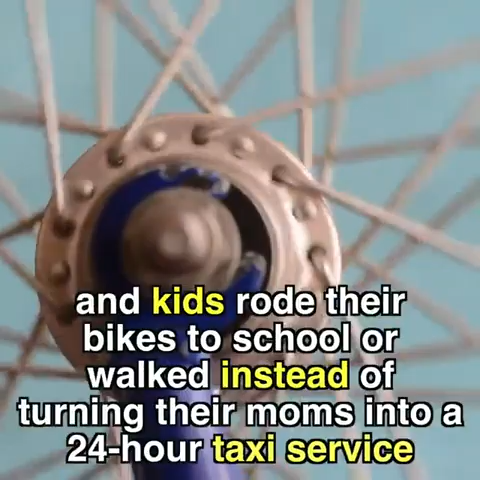 and kids rode their
bikes to school or
walked instead of
turning their moms into a
24-hour taxi service